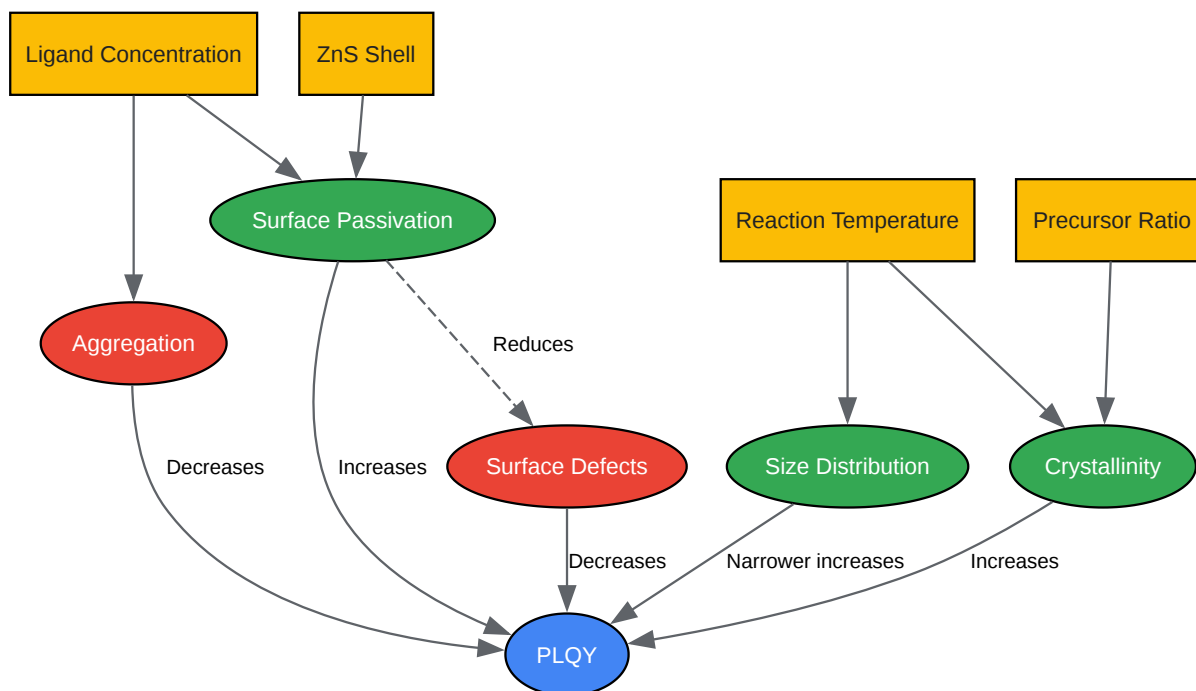 Ligand Concentration
ZnS Shell
Surface Passivation
Reaction Temperature
Precursor Ratio
Aggregation
Reduces
Surface Defects
Size Distribution
Crystallinity
Decreases
Increases
Decreases
Narrower increases
Increases
PLQY